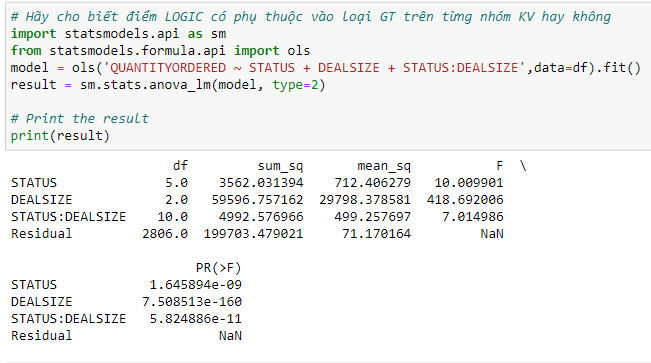 # Hãy cho biết điểm LOGIC có phụ thuộc vào loại GT trên từng nhóm KV hay không
import statsmodels.api as sm
from statsmodels.formula.api import ols
model = ols('QUANTITYORDERED ~ STATUS + DEALSIZE + STATUS:DEALSIZE',data=df).fit()
result = sm.stats.anova_lm(model, type=2)

# Print the result
print(result)

                     df         sum_sq       mean_sq           F  \
STATUS              5.0    3562.031394    712.406279   10.009901
DEALSIZE            2.0   59596.757162  29798.378581  418.692006
STATUS:DEALSIZE    10.0    4992.576966    499.257697    7.014986
Residual         2806.0  199703.479021     71.170164         NaN

                        PR(>F)
STATUS            1.645894e-09
DEALSIZE         7.508513e-160
STATUS:DEALSIZE   5.824886e-11
Residual                   NaN